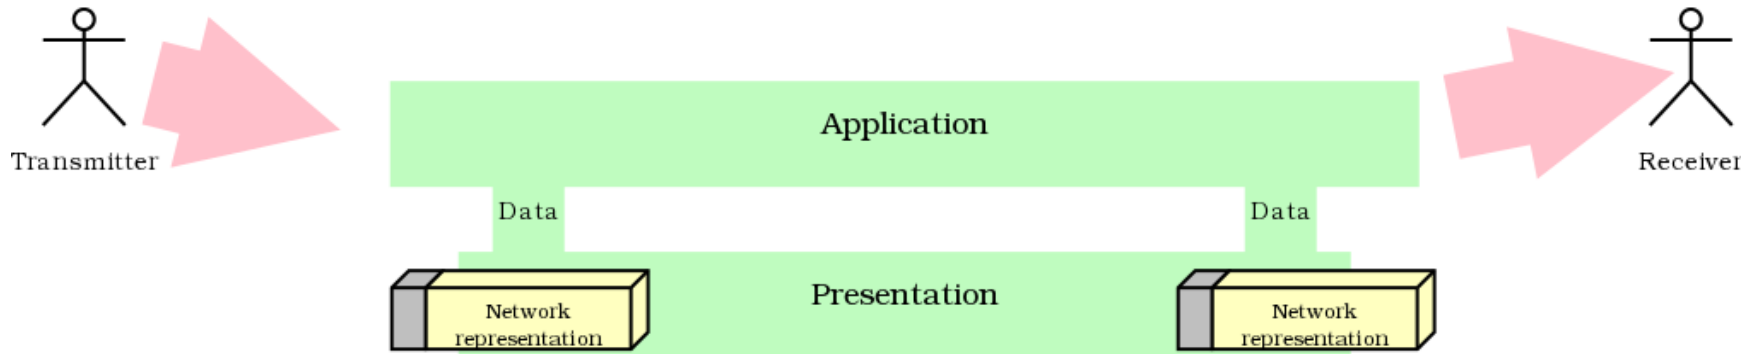 Transmitter
Receiver
Application
Data
Data
Presentation
Network
representation
Network
representation